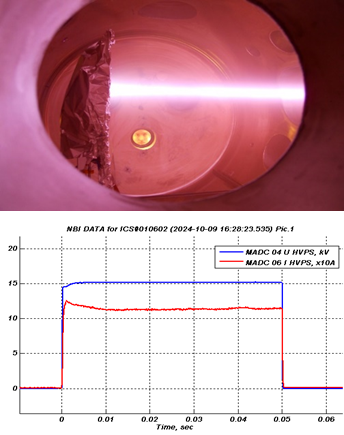 NBI DATA for ICS9010602 (2024-10-09 16:28:23.535) Pic.1
MADC 04 U HVPS, kV
MADC 06 I HVPS, x10A
20
15
10
5
0
0 0.01 0.02 0.03 0.04 0.05 0.06
Time, sec